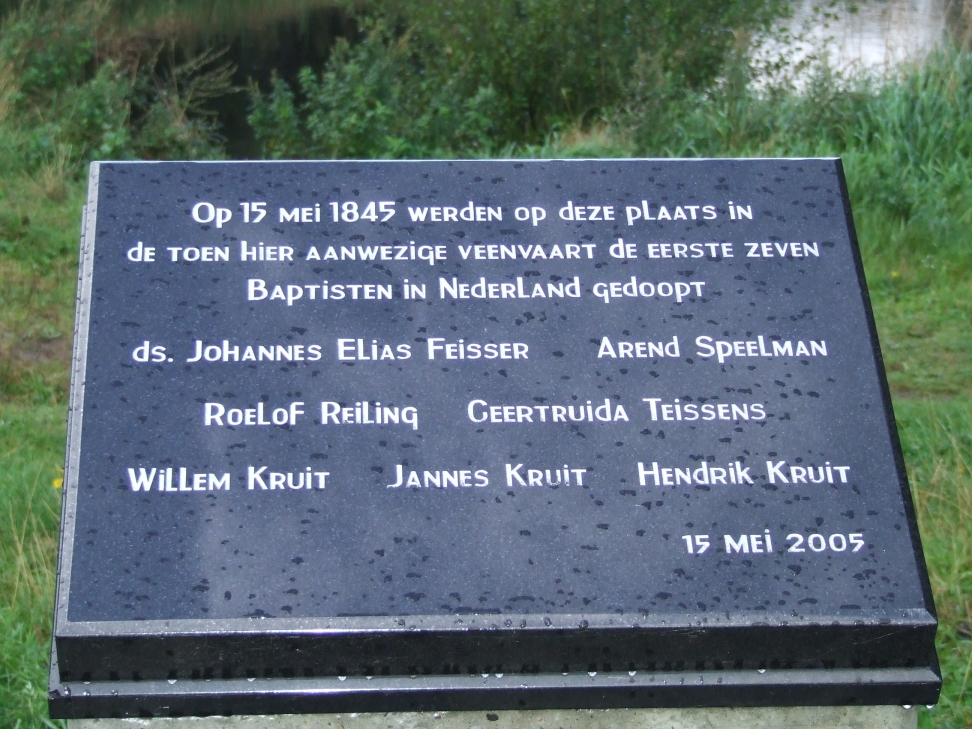 Op 15 mei 1845 werden op deze plaats in
de toen hier aanwezige veenvaart de eerste zeven
Baptisten in Nederland gedoopt
ds. Johannes Elias Feisser Arend Speelman
Roelof Reiling Geertruida Teissens
Willem Kruit Jannes Kruit Hendrik Kruit
15 mei 2005